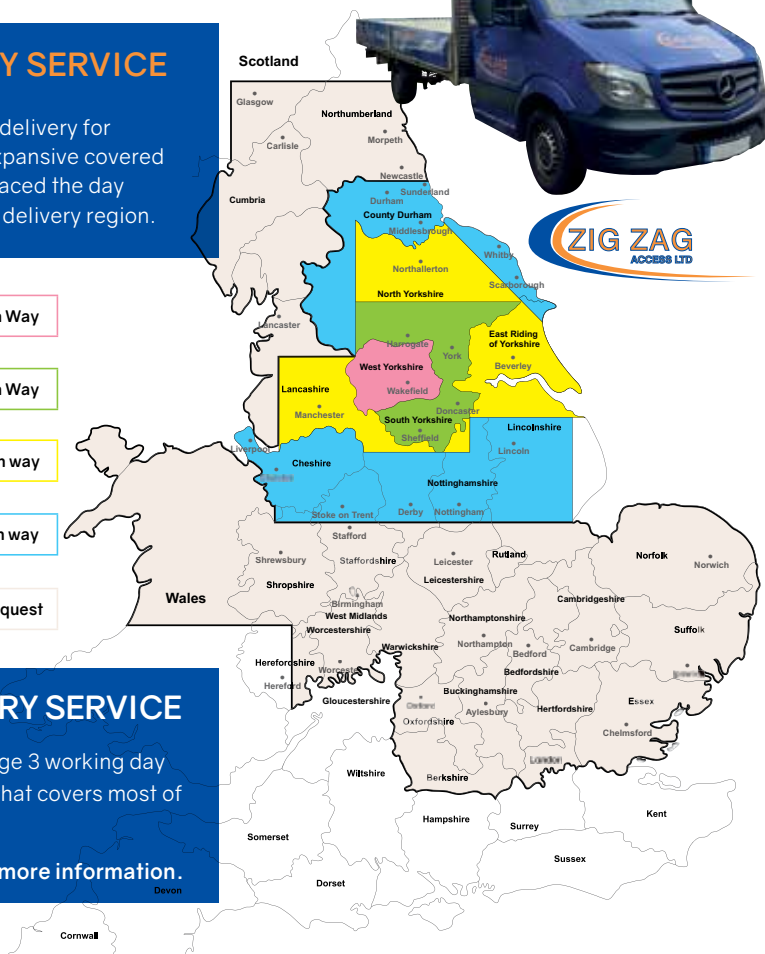 Y SERVICE
delivery for
xpansive covered
aced the day
delivery region.
Way
Way
way
way
quest
RY SERVICE
ge 3 working day
hat covers most of
more information.
ZIG ZAG
ACCESS LTD
Scotland
Glasgow
Northumberland
Carlisle
Morpeth
Newcastle
Cumbria
Sunderland
Durham
County Durham
Middlesbrough
Whitby
Northallerton
Scarborough
North Yorkshire
Lancaster
Harrogate
York
East Riding
of Yorkshire
Beverley
West Yorkshire
Wakefield
Lancashire
Manchester
Doncaster
South Yorkshire
Sheffield
Lincolnshire
Liverpool
Lincoln
Cheshire
Nottinghamshire
Stoke on Trent
Derby
Nottingham
Stafford
Shrewsbury
Staffordshire
Leicester
Rutland
Norfolk
Norwich
Leicestershire
Shropshire
Wales
Birmingham
West Midlands
Cambridgeshire
Northamptonshire
Suffolk
Worcestershire
Warwickshire
Northampton
Bedford
Cambridge
Herefordshire
Worcester
Bedfordshire
Hereford
Buckinghamshire
Gloucestershire
Aylesbury
Hertfordshire
Essex
Oxfordshire
Chelmsford
London
Wiltshire
Berkshire
Hampshire
Kent
Surrey
Somerset
Sussex
Dorset
Devon
Cornwall